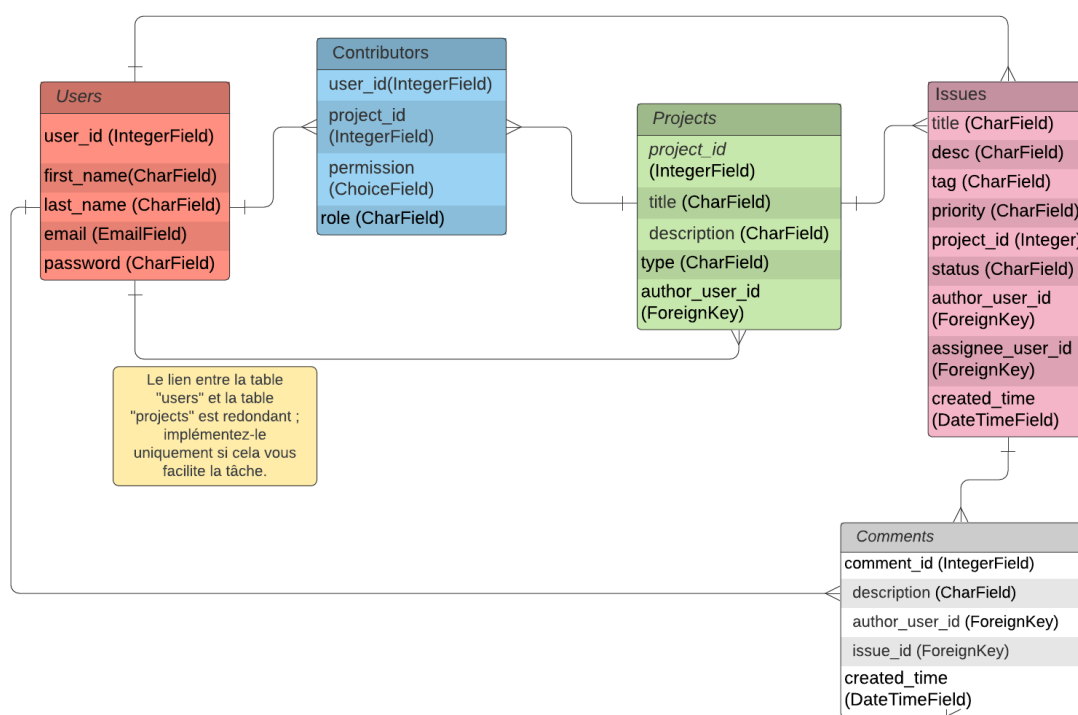 Users
user_id (IntegerField)
first_name(CharField)
last_name (CharField)
email (EmailField)
password (CharField)
Contributors
user_id(IntegerField)
project_id
(IntegerField)
permission
(ChoiceField)
role (CharField)
Projects
project_id
(IntegerField)
title (CharField)
description (CharField)
type (CharField)
author_user_id
(ForeignKey)
Issues
title (CharField)
desc (CharField)
tag (CharField)
priority (CharField)
project_id (Integer)
status (CharField)
author_user_id
(ForeignKey)
assignee_user_id
(ForeignKey)
created_time
(DateTimeField)
Le lien entre la table
"users" et la table
"projects" est redondant ;
implémentez-le
uniquement si cela vous
facilite la tâche.
Comments
comment_id (IntegerField)
description (CharField)
author_user_id (ForeignKey)
issue_id (ForeignKey)
created_time
(DateTimeField)